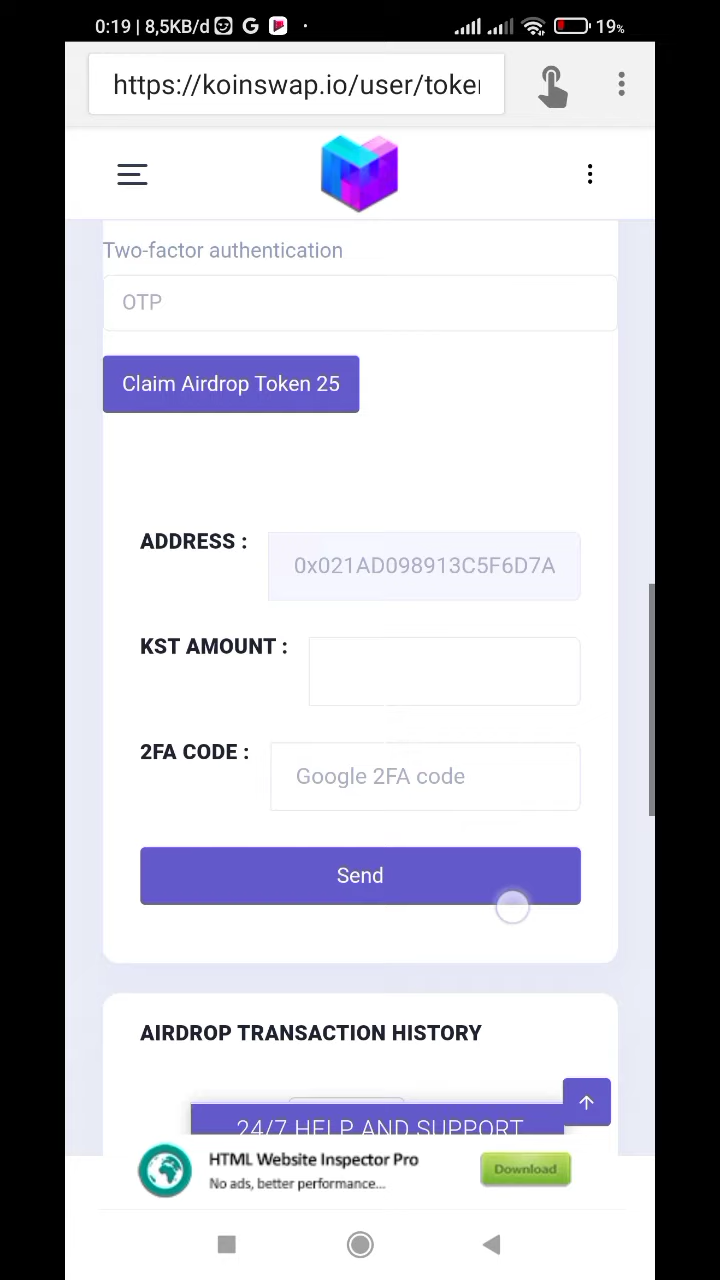 0:19 | 8,5KB/d G 19%
https://koinswap.io/user/toke
Two-factor authentication
OTP
Claim Airdrop Token 25
ADDRESS :
0x021AD098913C5F6D7A
KST AMOUNT :
2FA CODE :
Google 2FA code
Send
AIRDROP TRANSACTION HISTORY
24/7 HELP AND SUPPORT
HTML Website Inspector Pro
No ads, better performance...
Download